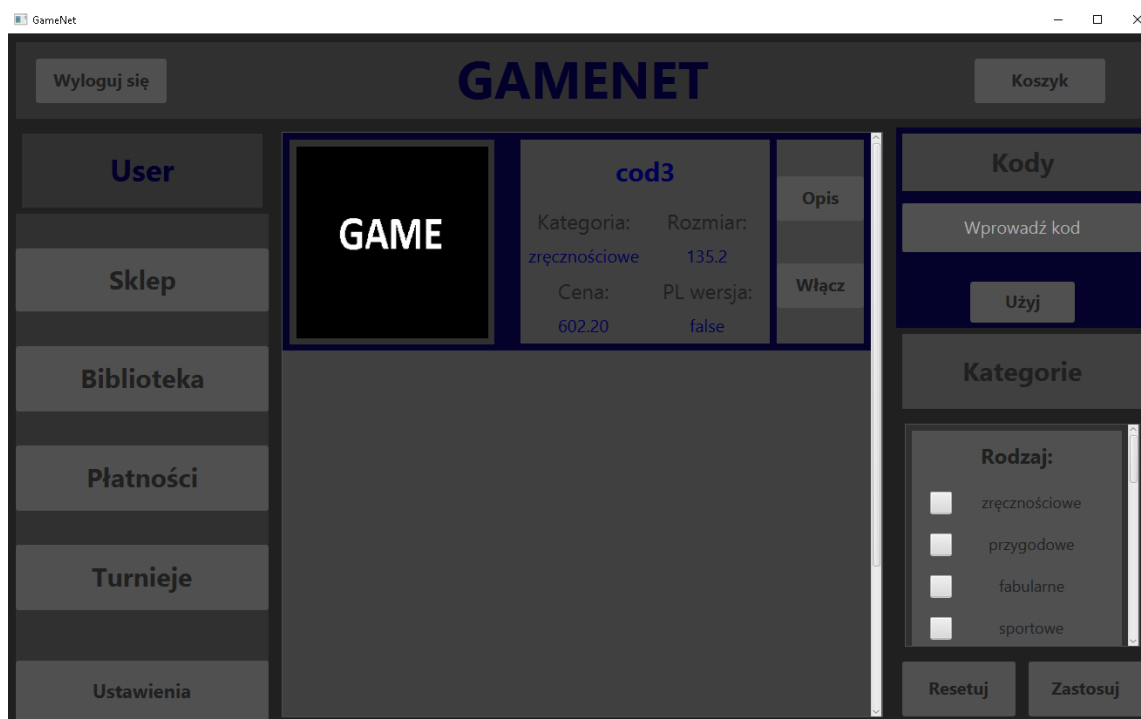 GameNet
Wyloguj się
GAMENET
Koszyk
User
Sklep
Biblioteka
Płatności
Turnieje
Ustawienia
GAME
cod3
Kategoria: Rozmiar:
zręcznościowe 135.2
Cena: PL wersja:
602.20 false
Opis
Włącz
Kody
Wprowadź kod
Użyj
Kategorie
Rodzaj:
zręcznościowe
przygodowe
fabularne
sportowe
Resetuj Zastosuj